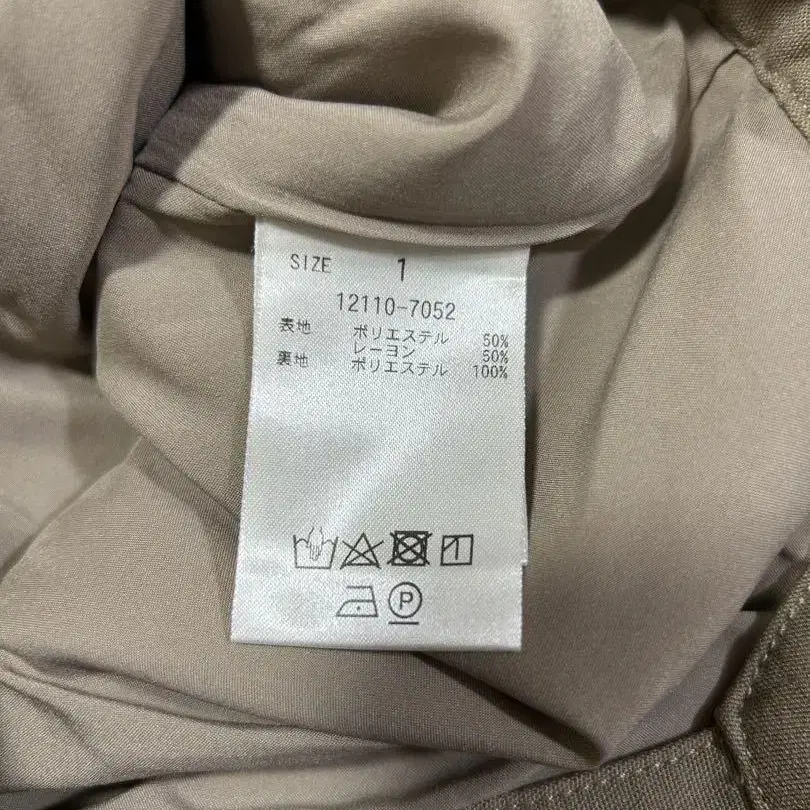 SIZE 1
12110-7052
表地 ポリエステル 50%
レーヨン 50%
裏地 ポリエステル 100%
P